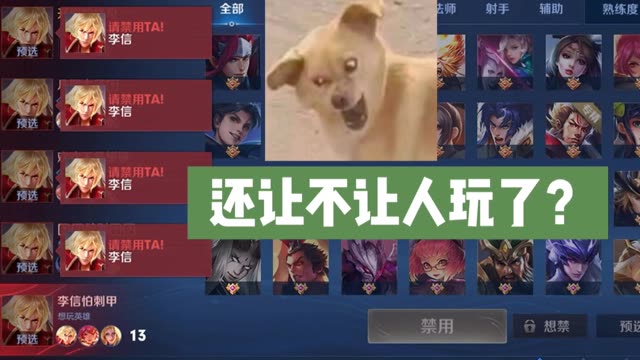 全部
法师
射手
辅助
熟练度
请禁用TA!
李信
预选
请禁用TA!
李信
预选
请禁用TA!
李信
预选
请禁用TA!
李信
预选
还让不让人玩了？
李信怕刺甲
想玩英雄
预选
13
禁用
想禁
预选